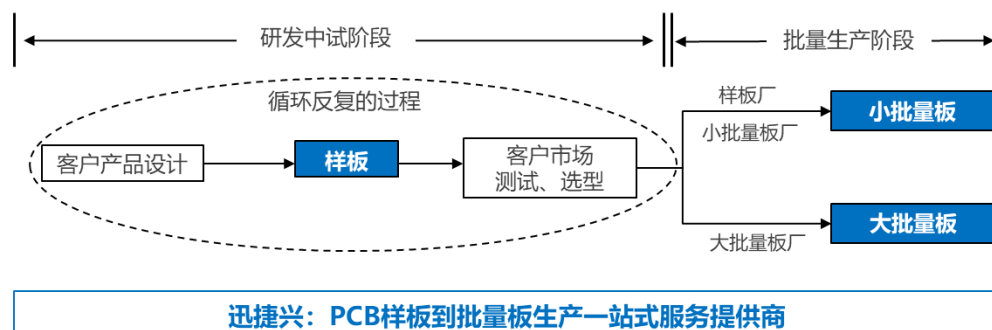 研发中试阶段
批量生产阶段
循环反复的过程
客户产品设计
样板
客户市场
测试、选型
样板厂
小批量板厂
小批量板
大批量板厂
大批量板
迅捷兴：PCB样板到批量板生产一站式服务提供商